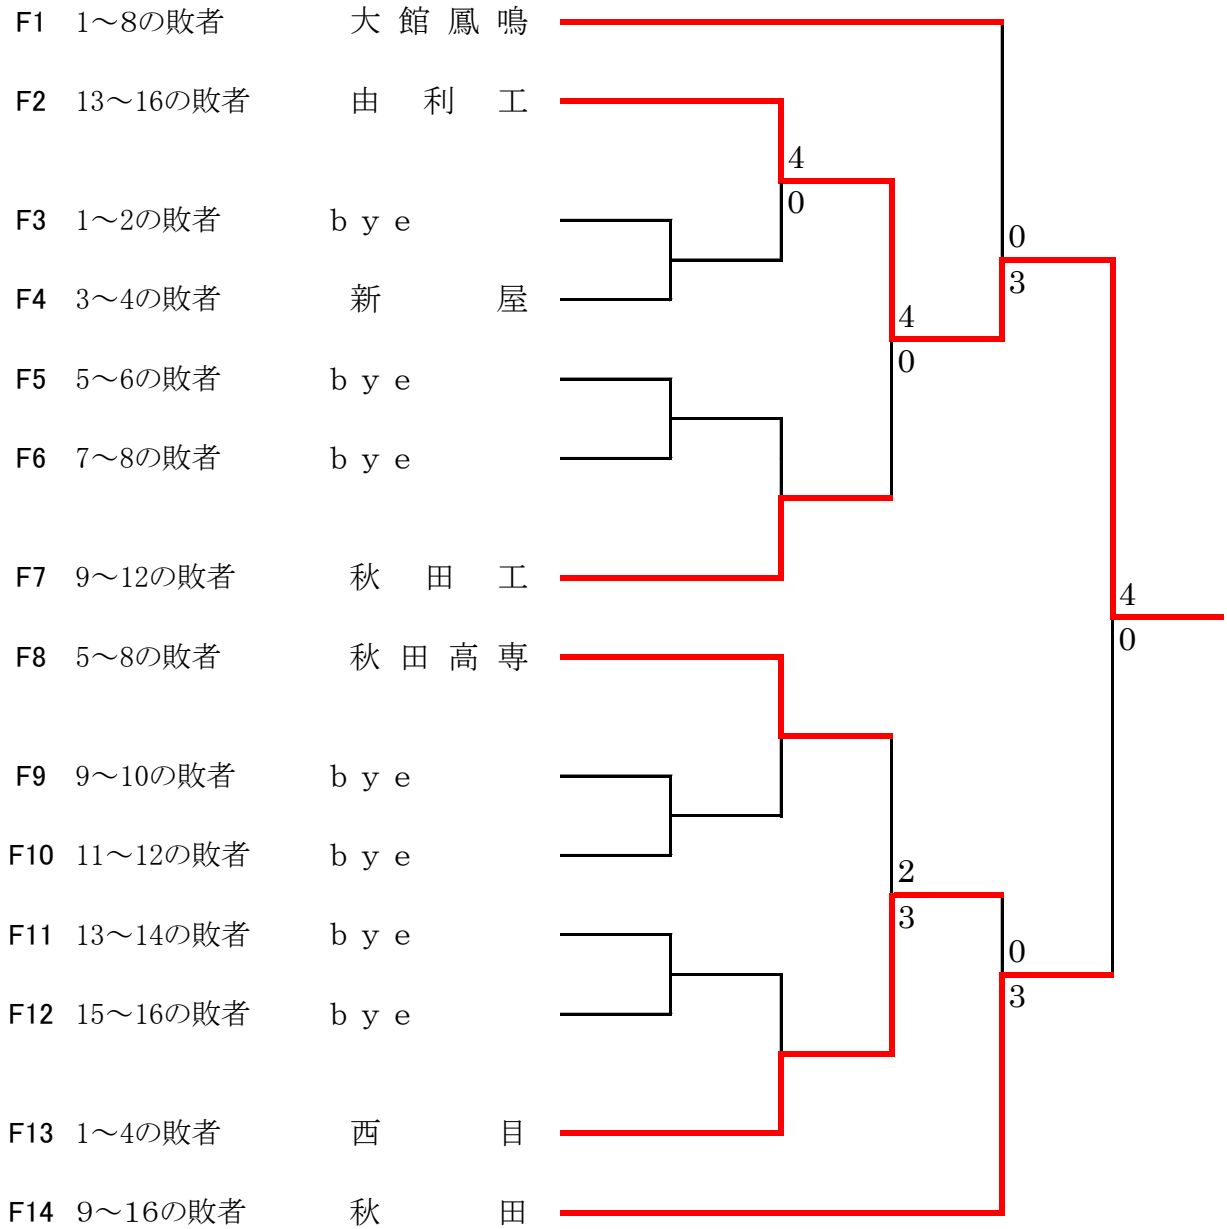 F1 1～8の敗者 大館鳳鳴
F2 13～16の敗者 由利工
4
0
F3 1～2の敗者 ｂｙｅ
0
3
F4 3～4の敗者 新屋
4
0
F5 5～6の敗者 ｂｙｅ
F6 7～8の敗者 ｂｙｅ
F7 9～12の敗者 秋田工
4
0
F8 5～8の敗者 秋田高専
F9 9～10の敗者 ｂｙｅ
F10 11～12の敗者 ｂｙｅ
2
3
F11 13～14の敗者 ｂｙｅ
0
3
F12 15～16の敗者 ｂｙｅ
F13 1～4の敗者 西目
F14 9～16の敗者 秋田